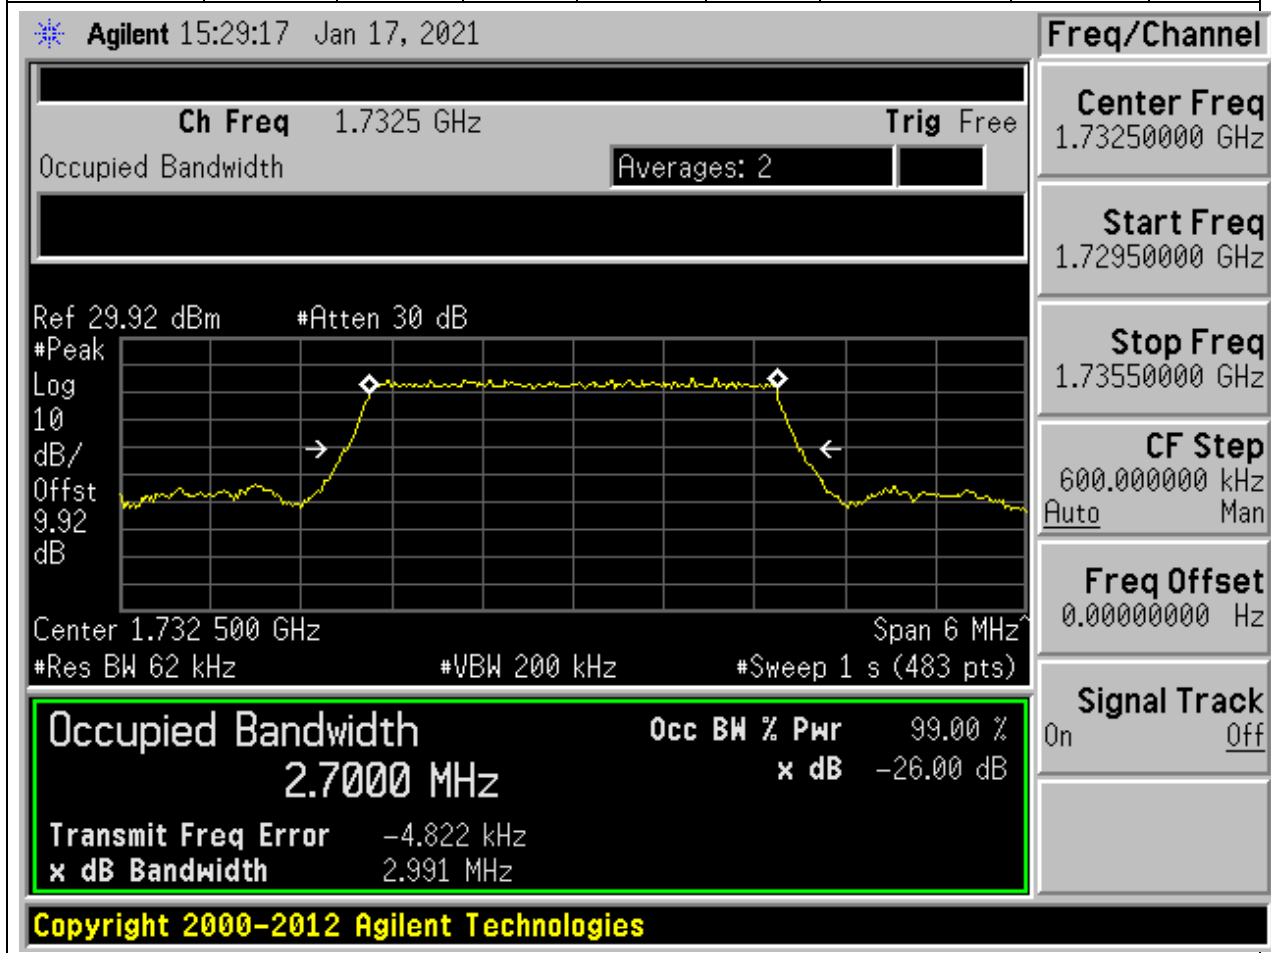 Agilent 15:29:17 Jan 17, 2021
Freq/Channel
Ch Freq 1.7325 GHz Trig Free
Occupied Bandwidth Averages: 2
Center Freq
1.73250000 GHz
Start Freq
1.72950000 GHz
Stop Freq
1.73550000 GHz
CF Step
600.000000 kHz
Auto Man
Freq Offset
0.00000000 Hz
Signal Track
On Off
Ref 29.92 dBm #Atten 30 dB
#Peak
Log
10
dB/
Offst
9.92
dB
Center 1.732 500 GHz Span 6 MHz^
#Res BW 62 kHz #VBW 200 kHz #Sweep 1 s (483 pts)
Occupied Bandwidth Occ BW % Pwr 99.00 %
2.7000 MHz x dB -26.00 dB
Transmit Freq Error -4.822 kHz
x dB Bandwidth 2.991 MHz
Copyright 2000-2012 Agilent Technologies